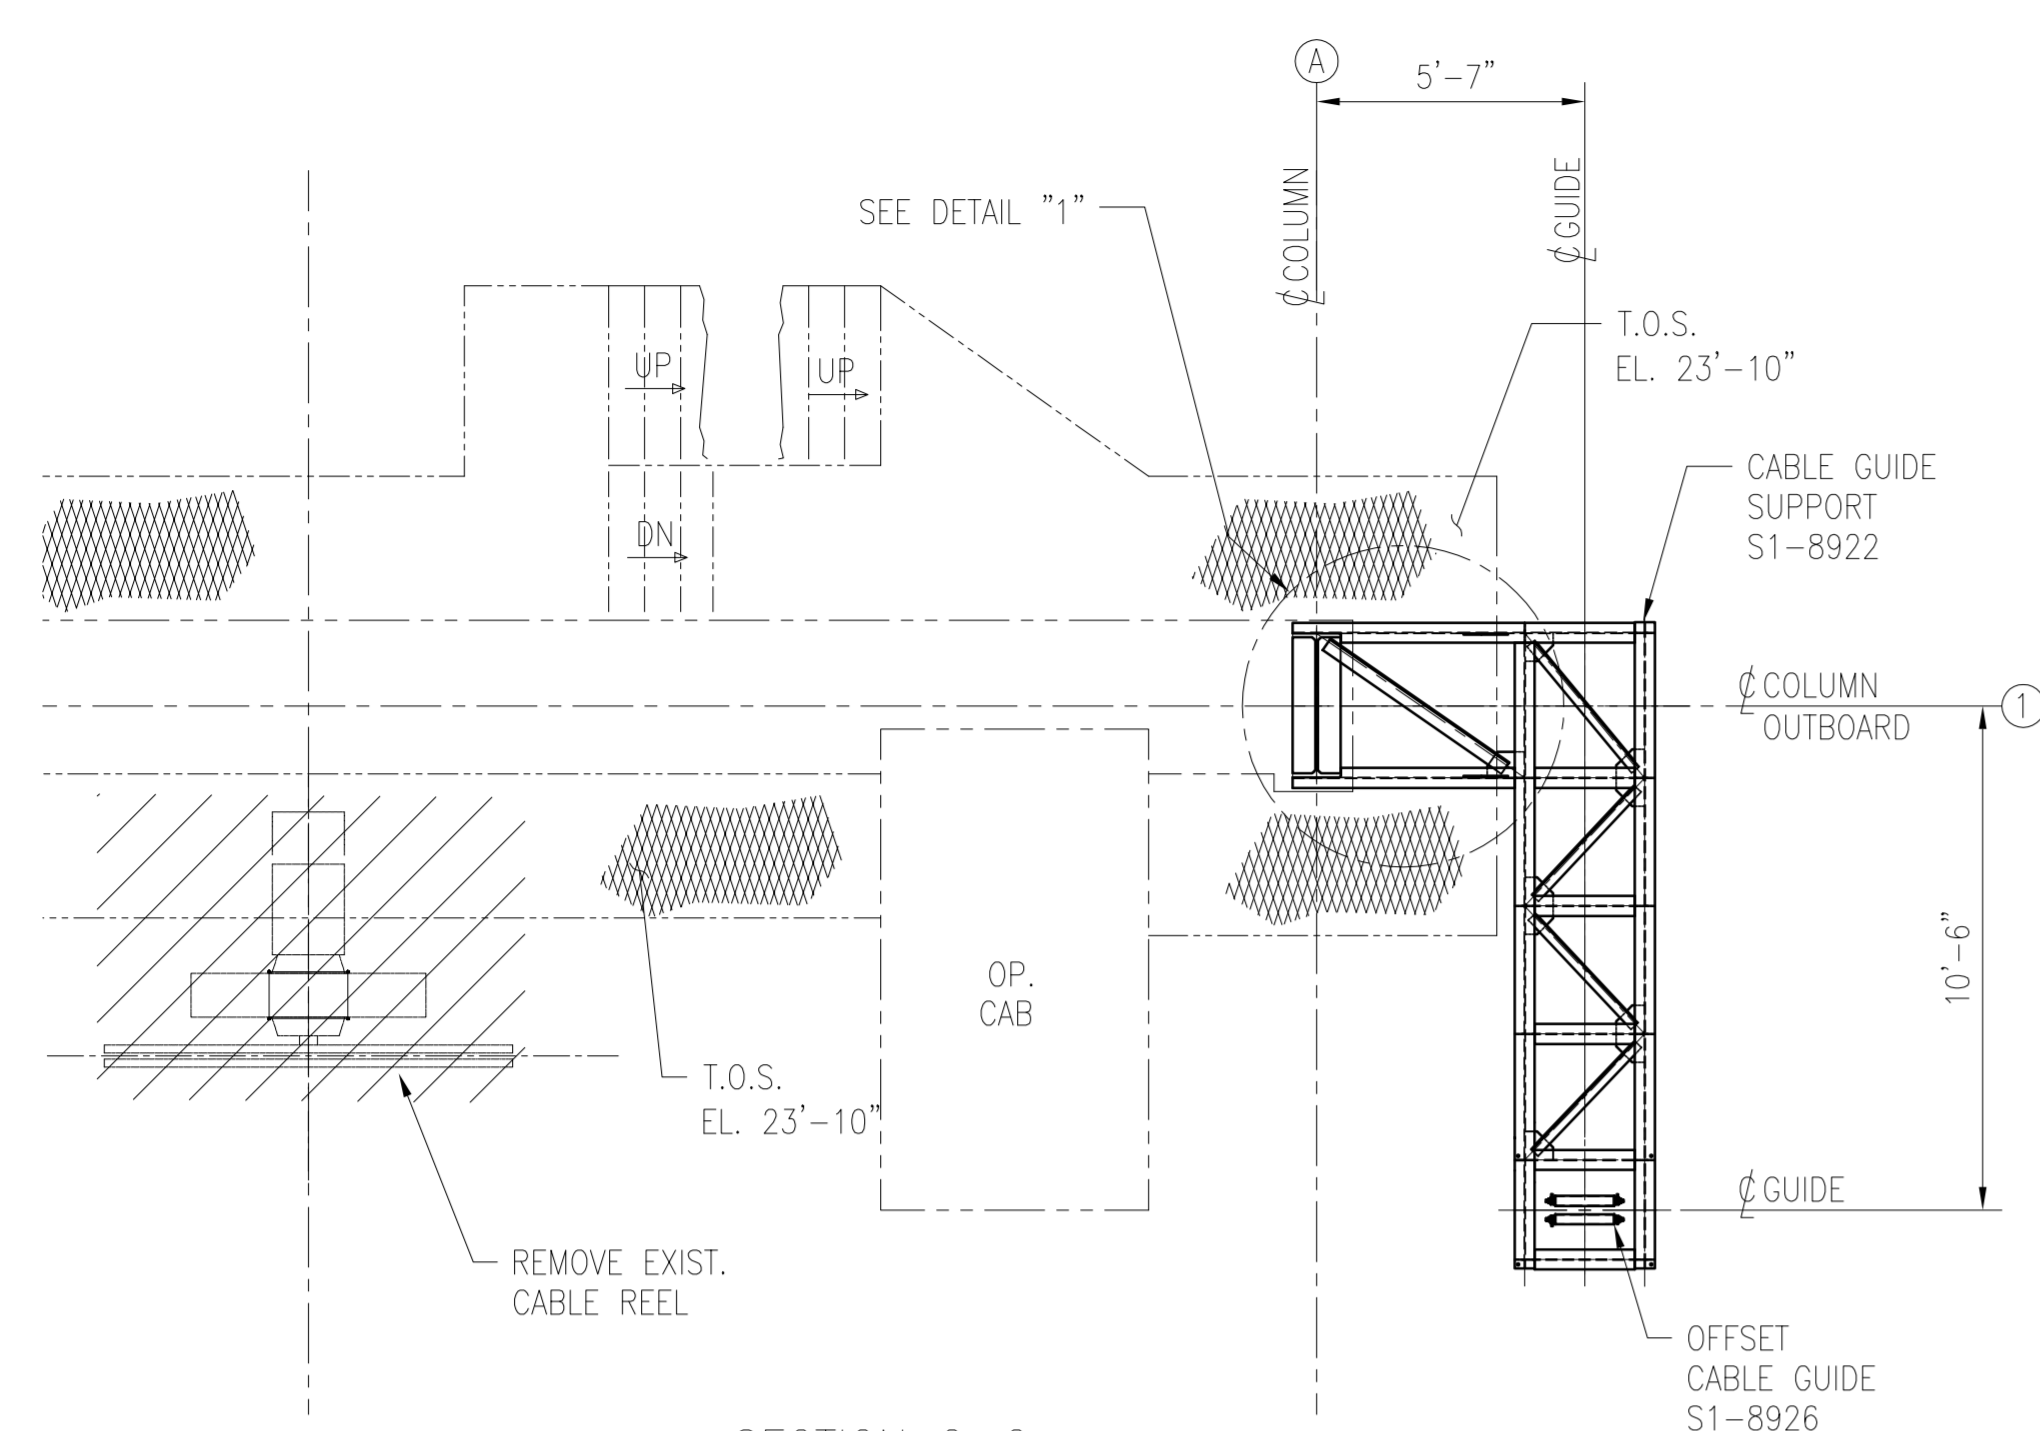 A
5'-7"
℄ COLUMN
℄ GUIDE
SEE DETAIL "1"
T.O.S.
EL. 23'-10"
UP
UP
CABLE GUIDE
SUPPORT
S1-8922
DN
℄ COLUMN
OUTBOARD
1
10'-6"
OP.
CAB
T.O.S.
EL. 23'-10"
℄ GUIDE
REMOVE EXIST.
CABLE REEL
OFFSET
CABLE GUIDE
S1-8926
SECTION